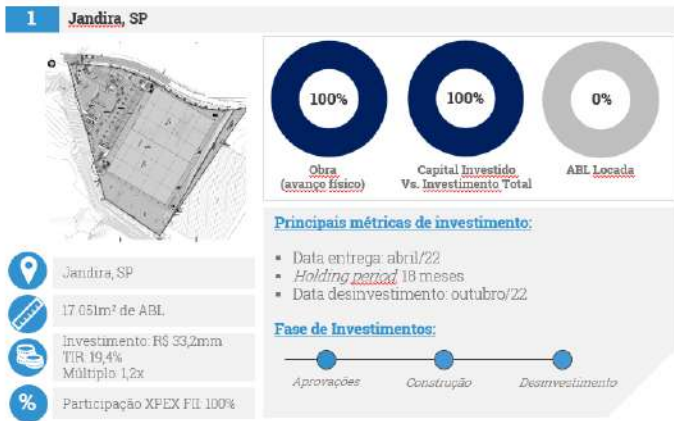 1 Jandira, SP
100%
100%
0%
Obra
(avanço físico)
Capital Investido
Vs. Investimento Total
ABL Locada
Principais métricas de investimento:
▪ Data entrega: abril/22
▪ Holding period: 18 meses
▪ Data desinvestimento: outubro/22
Fase de Investimentos:
Aprovações
Construção
Desinvestimento
Jandira, SP
17.051m² de ABL
Investimento: R$ 33,2mm
TIR: 19,4%
Múltiplo: 1,2x
% Participação XPEX FII: 100%